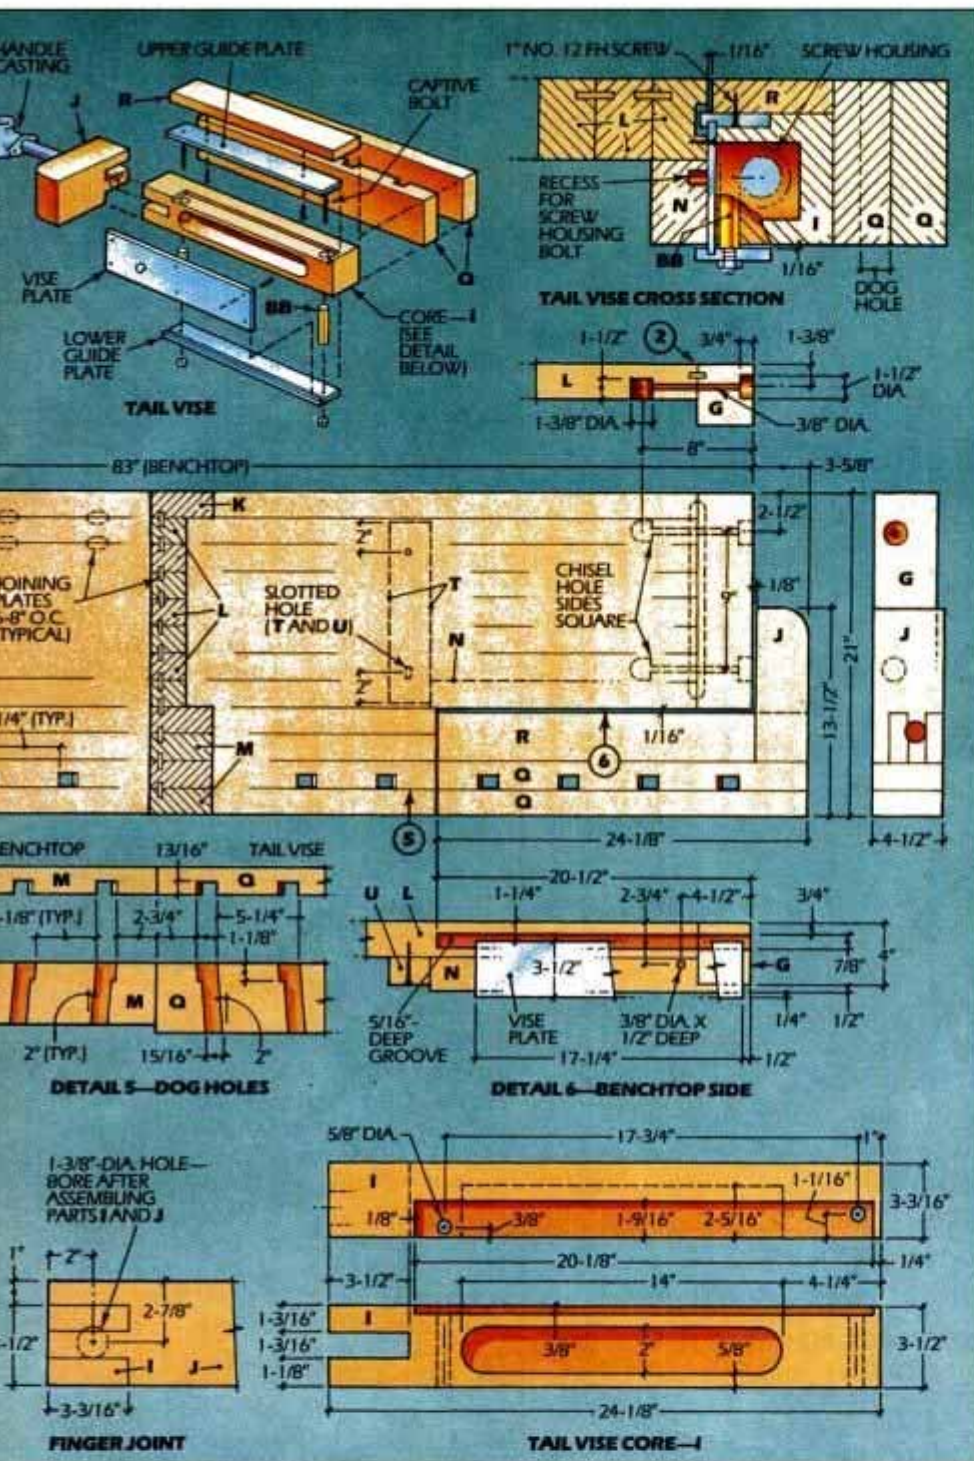 HANDLE
CASTING
UPPER GUIDE PLATE
CAPTIVE
BOLT
R
J
VISE
PLATE
LOWER
GUIDE
PLATE
BB
Q
CORE—I
(SEE
DETAIL
BELOW)
TAIL VISE
1" NO. 12 FH SCREW
1/16"
SCREW HOUSING
L
R
RECESS
FOR
SCREW
HOUSING
BOLT
N
I
Q
Q
BB
1/16"
DOG
HOLE
TAIL VISE CROSS SECTION
1-1/2"
2
3/4"
1-3/8"
L
1-1/2"
DIA.
G
1-3/8" DIA.
3/8" DIA.
8"
83" (BENCHTOP)
3-5/8"
K
2-1/2"
2"
JOINING
PLATES
6-8" O.C.
(TYPICAL)
L
SLOTTED
HOLE
(T AND U)
T
N
CHISEL
HOLE
SIDES
SQUARE
9"
1/8"
J
G
J
21"
13-1/2"
2"
1/4" (TYP.)
M
R
1/16"
6
Q
Q
5
24-1/8"
4-1/2"
BENCHTOP
13/16"
TAIL VISE
M
Q
-1/8" (TYP.)
2-3/4"
5-1/4"
1-1/8"
M
Q
2" (TYP.)
15/16"
2"
DETAIL 5—DOG HOLES
20-1/2"
U
L
1-1/4"
2-3/4"
4-1/2"
3/4"
N
3-1/2"
G
7/8"
4"
5/16"-
DEEP
GROOVE
VISE
PLATE
3/8" DIA. X
1/2" DEEP
1/4"
1/2"
17-1/4"
1/2"
DETAIL 6—BENCHTOP SIDE
5/8" DIA.
17-3/4"
1"
1-3/8"-DIA. HOLE—
BORE AFTER
ASSEMBLING
PARTS I AND J
I
1-1/16"
3-3/16"
1/8"
3/8"
1-9/16"
2-5/16"
20-1/8"
1/4"
1"
2"
3-1/2"
14"
4-1/4"
2-7/8"
1-3/16"
I
1-3/16"
3-1/2"
-1/2"
I
J
1-1/8"
3/8"
2"
5/8"
3-3/16"
24-1/8"
FINGER JOINT
TAIL VISE CORE—I